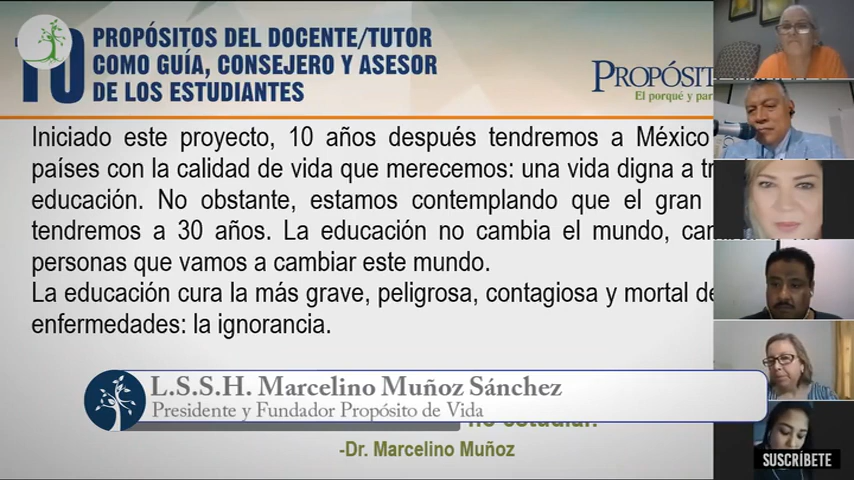 10 PROPÓSITOS DEL DOCENTE/TUTOR
COMO GUÍA, CONSEJERO Y ASESOR
DE LOS ESTUDIANTES
El porqué y
Iniciado este proyecto, 10 años después tendremos a México
países con la calidad de vida que merecemos: una vida digna a
educación. No obstante, estamos contemplando que el gran
tendremos a 30 años. La educación no cambia el mundo,
personas que vamos a cambiar este mundo.
La educación cura la más grave, peligrosa, contagiosa y mortal de
enfermedades: la ignorancia.
L.S.S.H. Marcelino Muñoz Sánchez
Presidente y Fundador Propósito de Vida
no estudiar.
-Dr. Marcelino Muñoz
SUSCRÍBETE